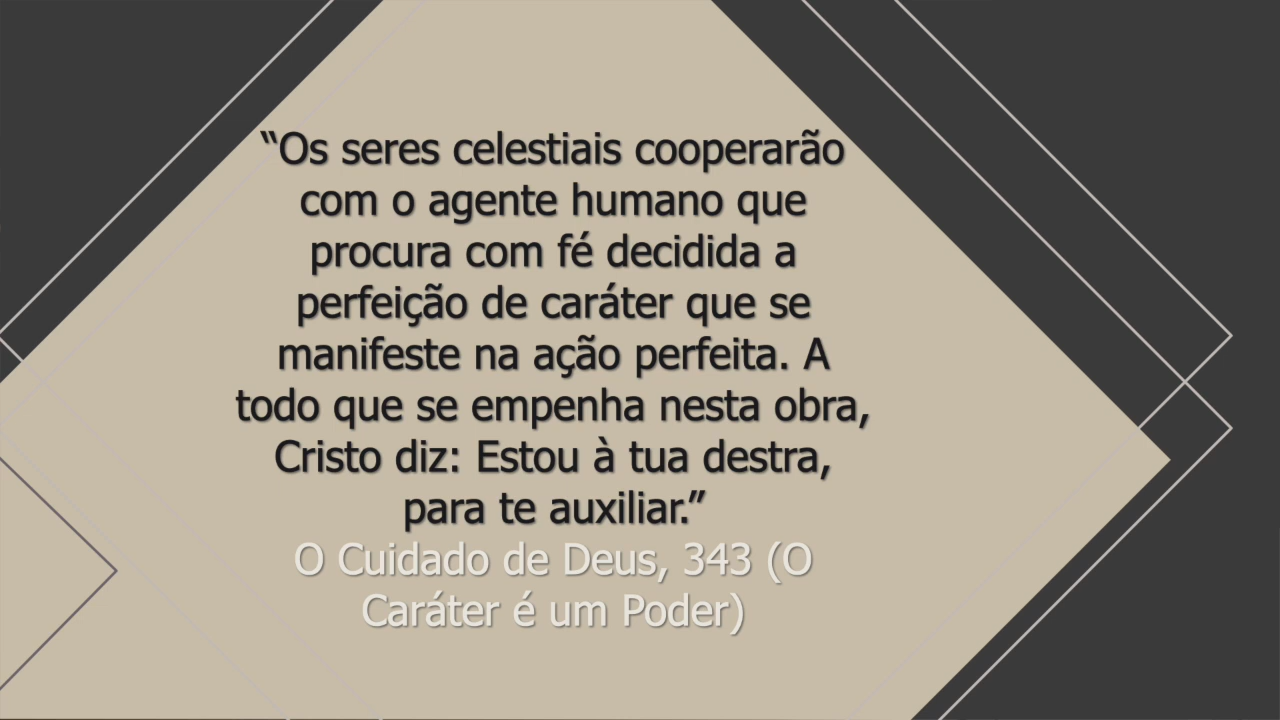 “Os seres celestiais cooperarão
com o agente humano que
procura com fé decidida a
perfeição de caráter que se
manifeste na ação perfeita. A
todo que se empenha nesta obra,
Cristo diz: Estou à tua destra,
para te auxiliar.”
O Cuidado de Deus, 343 (O
Caráter é um Poder)